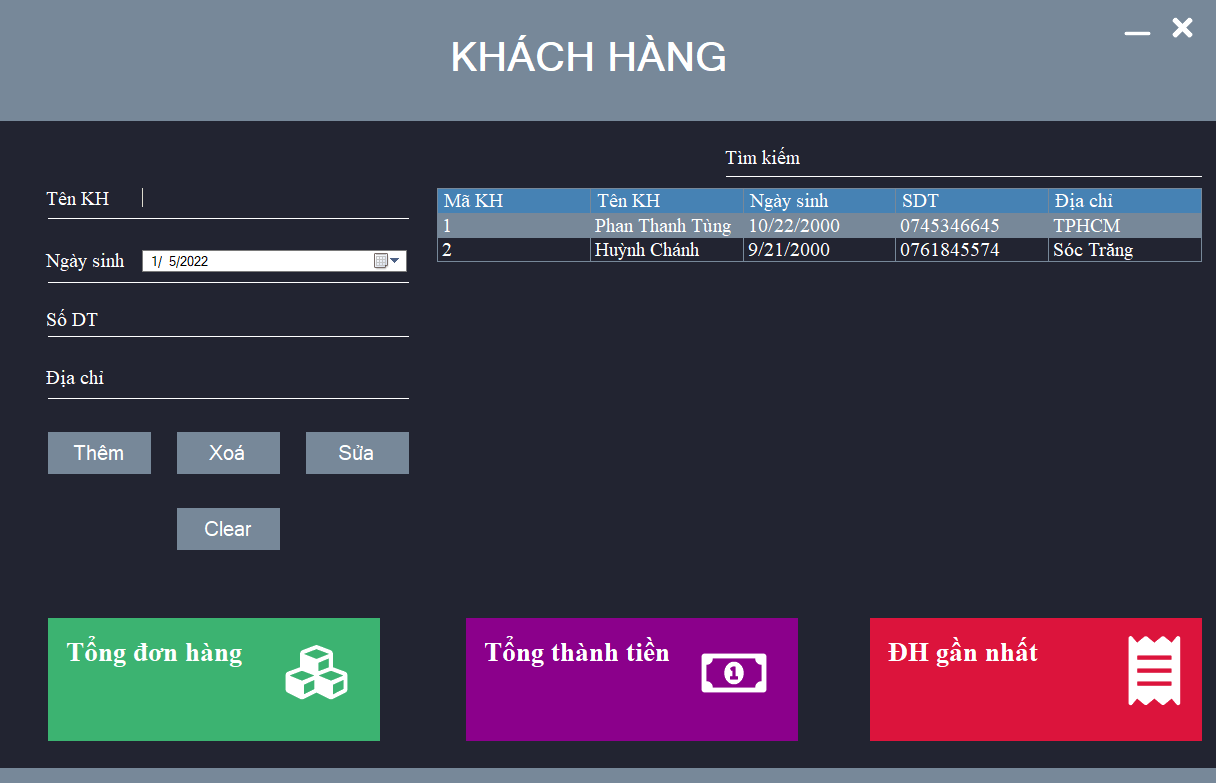 KHÁCH HÀNG
Tìm kiếm
Tên KH
Ngày sinh 1/ 5/2022
Số DT
Địa chỉ
Thêm Xoá Sửa
Clear
Mã KH Tên KH Ngày sinh SDT Địa chỉ
1 Phan Thanh Tùng 10/22/2000 0745346645 TPHCM
2 Huỳnh Chánh 9/21/2000 0761845574 Sóc Trăng
Tổng đơn hàng
Tổng thành tiền
1
ĐH gần nhất